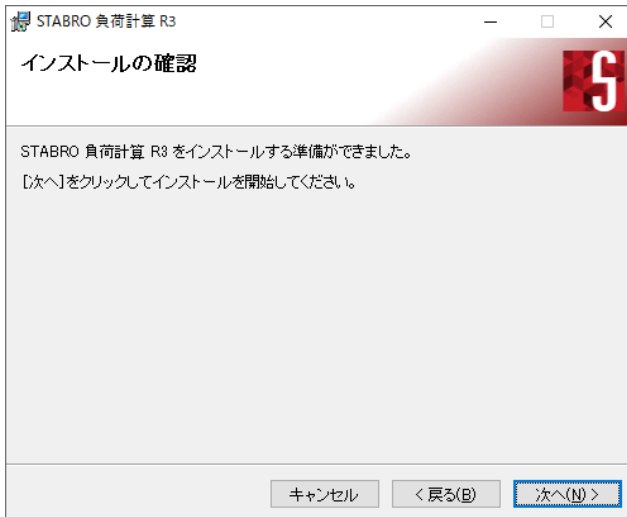 STABRO 負荷計算 R3
インストールの確認
STABRO 負荷計算 R3 をインストールする準備ができました。
[次へ]をクリックしてインストールを開始してください。
キャンセル
< 戻る(B)
次へ(N) >